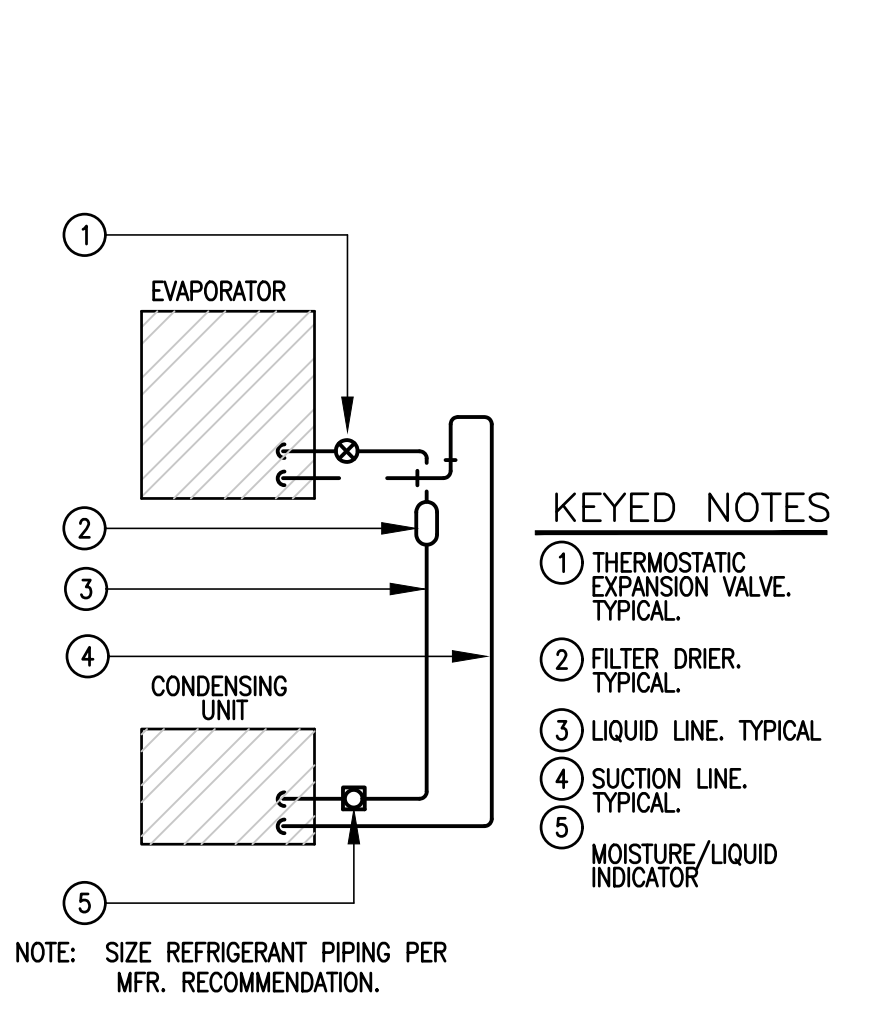 1
EVAPORATOR
2
3
4
CONDENSING
UNIT
5
NOTE: SIZE REFRIGERANT PIPING PER
MFR. RECOMMENDATION.
KEYED NOTES
1 THERMOSTATIC
EXPANSION VALVE.
TYPICAL.
2 FILTER DRIER.
TYPICAL.
3 LIQUID LINE. TYPICAL
4 SUCTION LINE.
TYPICAL.
5
MOISTURE/LIQUID
INDICATOR